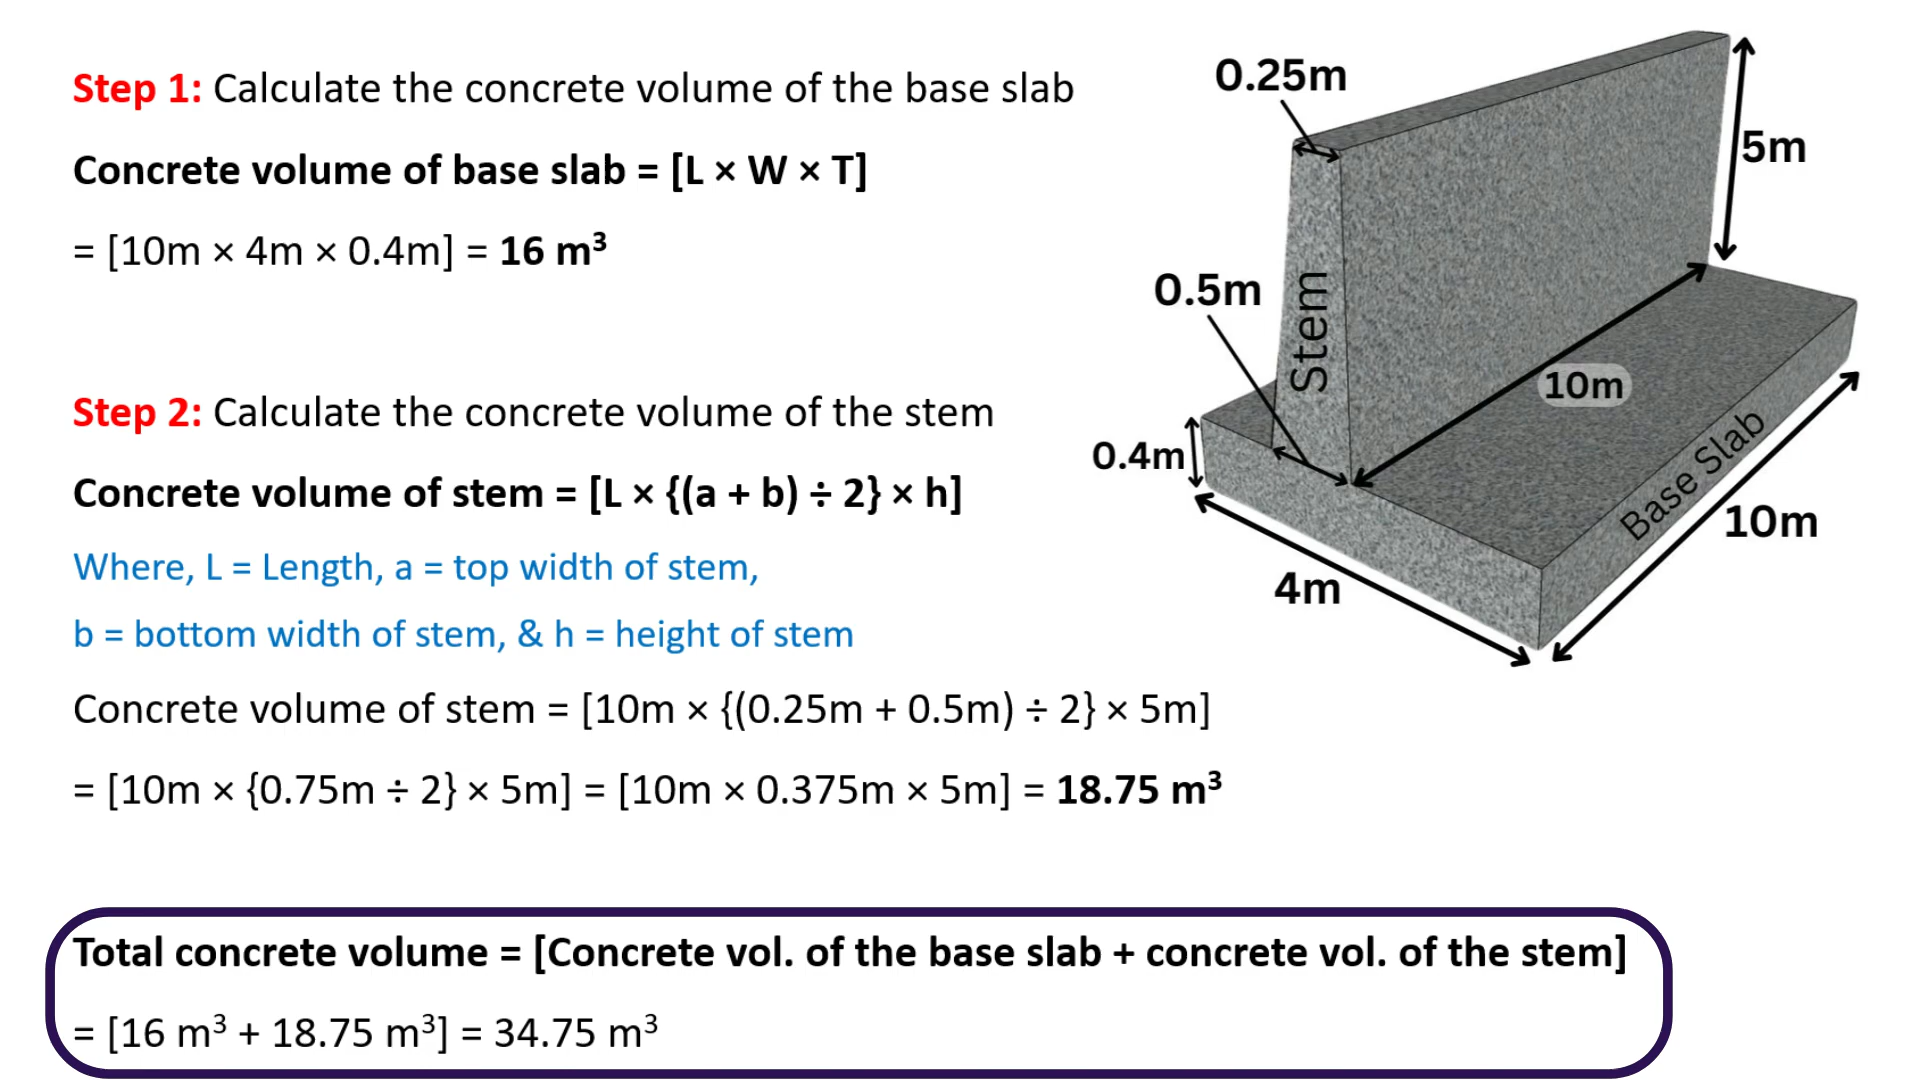 Step 1: Calculate the concrete volume of the base slab
Concrete volume of base slab = [L × W × T]
= [10m × 4m × 0.4m] = 16 m³
Step 2: Calculate the concrete volume of the stem
Concrete volume of stem = [L × {(a + b) ÷ 2} × h]
Where, L = Length, a = top width of stem,
b = bottom width of stem, & h = height of stem
Concrete volume of stem = [10m × {(0.25m + 0.5m) ÷ 2} × 5m]
= [10m × {0.75m ÷ 2} × 5m] = [10m × 0.375m × 5m] = 18.75 m³
Total concrete volume = [Concrete vol. of the base slab + concrete vol. of the stem]
= [16 m³ + 18.75 m³] = 34.75 m³
0.25m
5m
0.5m
Stem
10m
0.4m
Base Slab
10m
4m